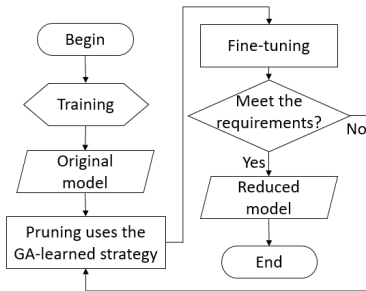 Begin
Training
Original
model
Pruning uses the
GA-learned strategy
Fine-tuning
Meet the
requirements?
No
Yes
Reduced
model
End